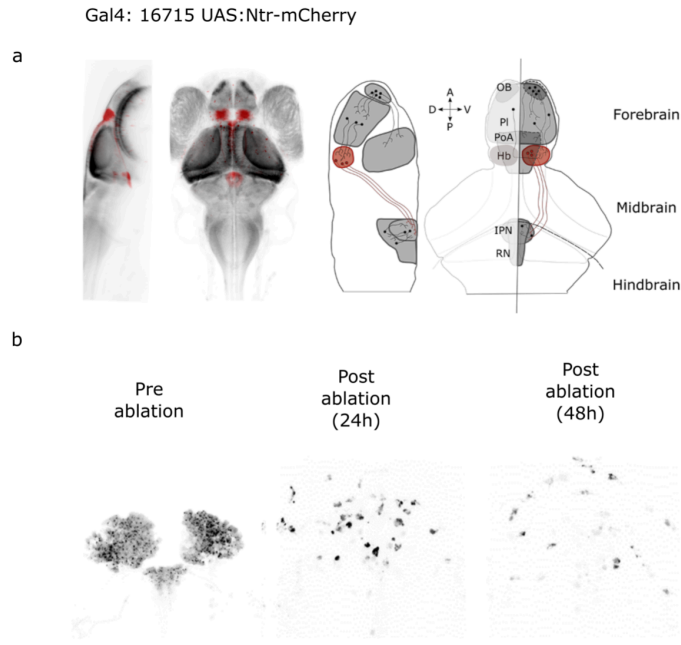 Gal4: 16715 UAS:Ntr-mCherry
a
A
D V
P
OB
Pl
PoA
Hb
IPN
RN
Forebrain
Midbrain
Hindbrain
b
Pre
ablation
Post
ablation
(24h)
Post
ablation
(48h)